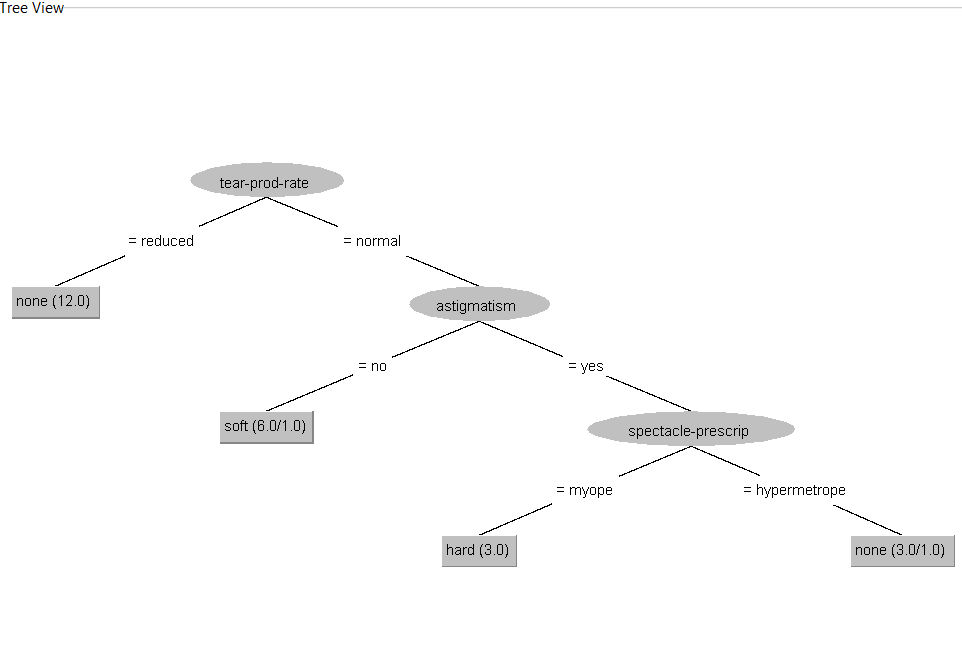 Tree View
tear-prod-rate
= reduced
= normal
none (12.0)
astigmatism
= no
= yes
soft (6.0/1.0)
spectacle-prescrip
= myope
= hypermetrope
hard (3.0)
none (3.0/1.0)